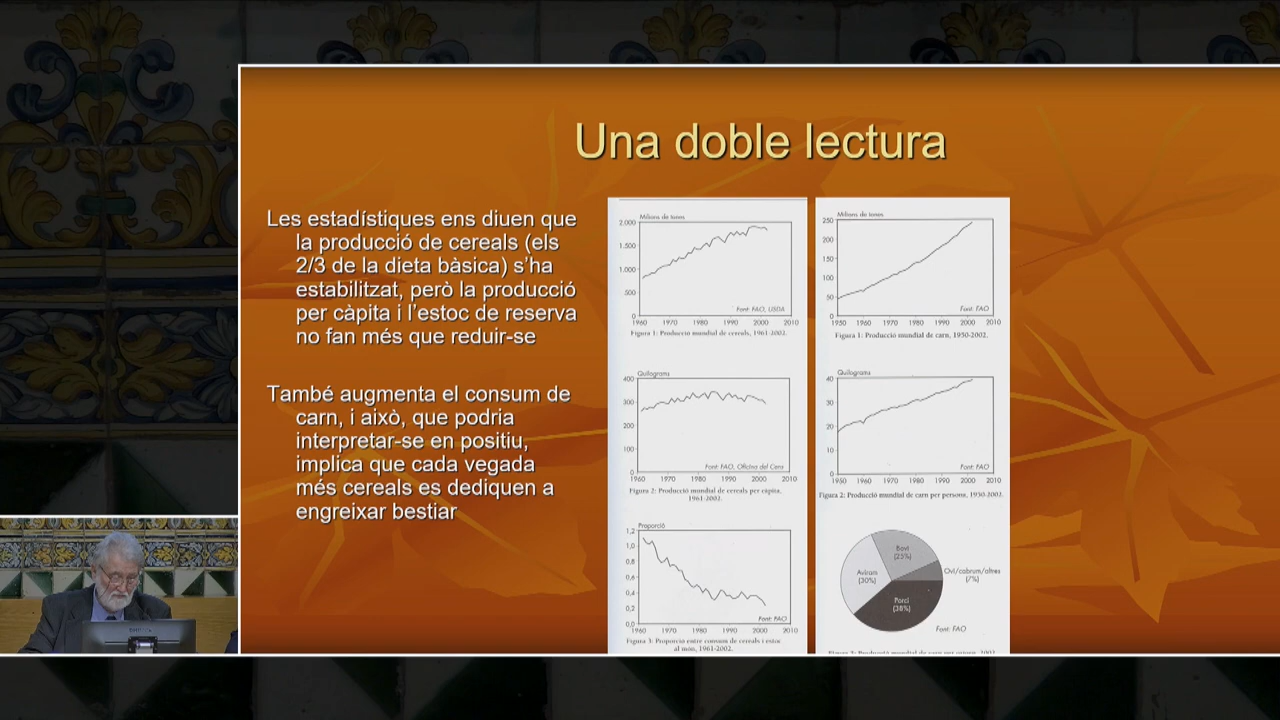 Una doble lectura
Les estadístiques ens diuen que
la producció de cereals (els
2/3 de la dieta bàsica) s'ha
estabilitzat, però la producció
per càpita i l'estoc de reserva
no fan més que reduir-se
També augmenta el consum de
carn, i això, que podria
interpretar-se en positiu,
implica que cada vegada
més cereals es dediquen a
engreixar bestiar
Milions de tones
2.000
1.500
1.000
500
0
1960 1970 1980 1990 2000 2010
Font: FAO, USDA
Figura 1: Producció mundial de cereals, 1961-2002.
Quilograms
400
300
200
100
0
1960 1970 1980 1990 2000 2010
Font: FAO, Oficina del Cens
Figura 2: Producció mundial de cereals per càpita,
1961-2002.
Proporció
1,2
1,0
0,8
0,6
0,4
0,2
0,0
1960 1970 1980 1990 2000 2010
Font: FAO
Figura 3: Proporció entre consum de cereals i estoc
al món, 1961-2002.
Milions de tones
250
200
150
100
50
0
1950 1960 1970 1980 1990 2000 2010
Font: FAO
Figura 1: Producció mundial de carn, 1950-2002.
Quilograms
40
30
20
10
0
1950 1960 1970 1980 1990 2000 2010
Font: FAO
Figura 2: Producció mundial de carn per persona, 1950-2002.
Boví
(25%)
Aviram
(30%)
Oví/cabrum/altres
(7%)
Porcí
(38%)
Font: FAO